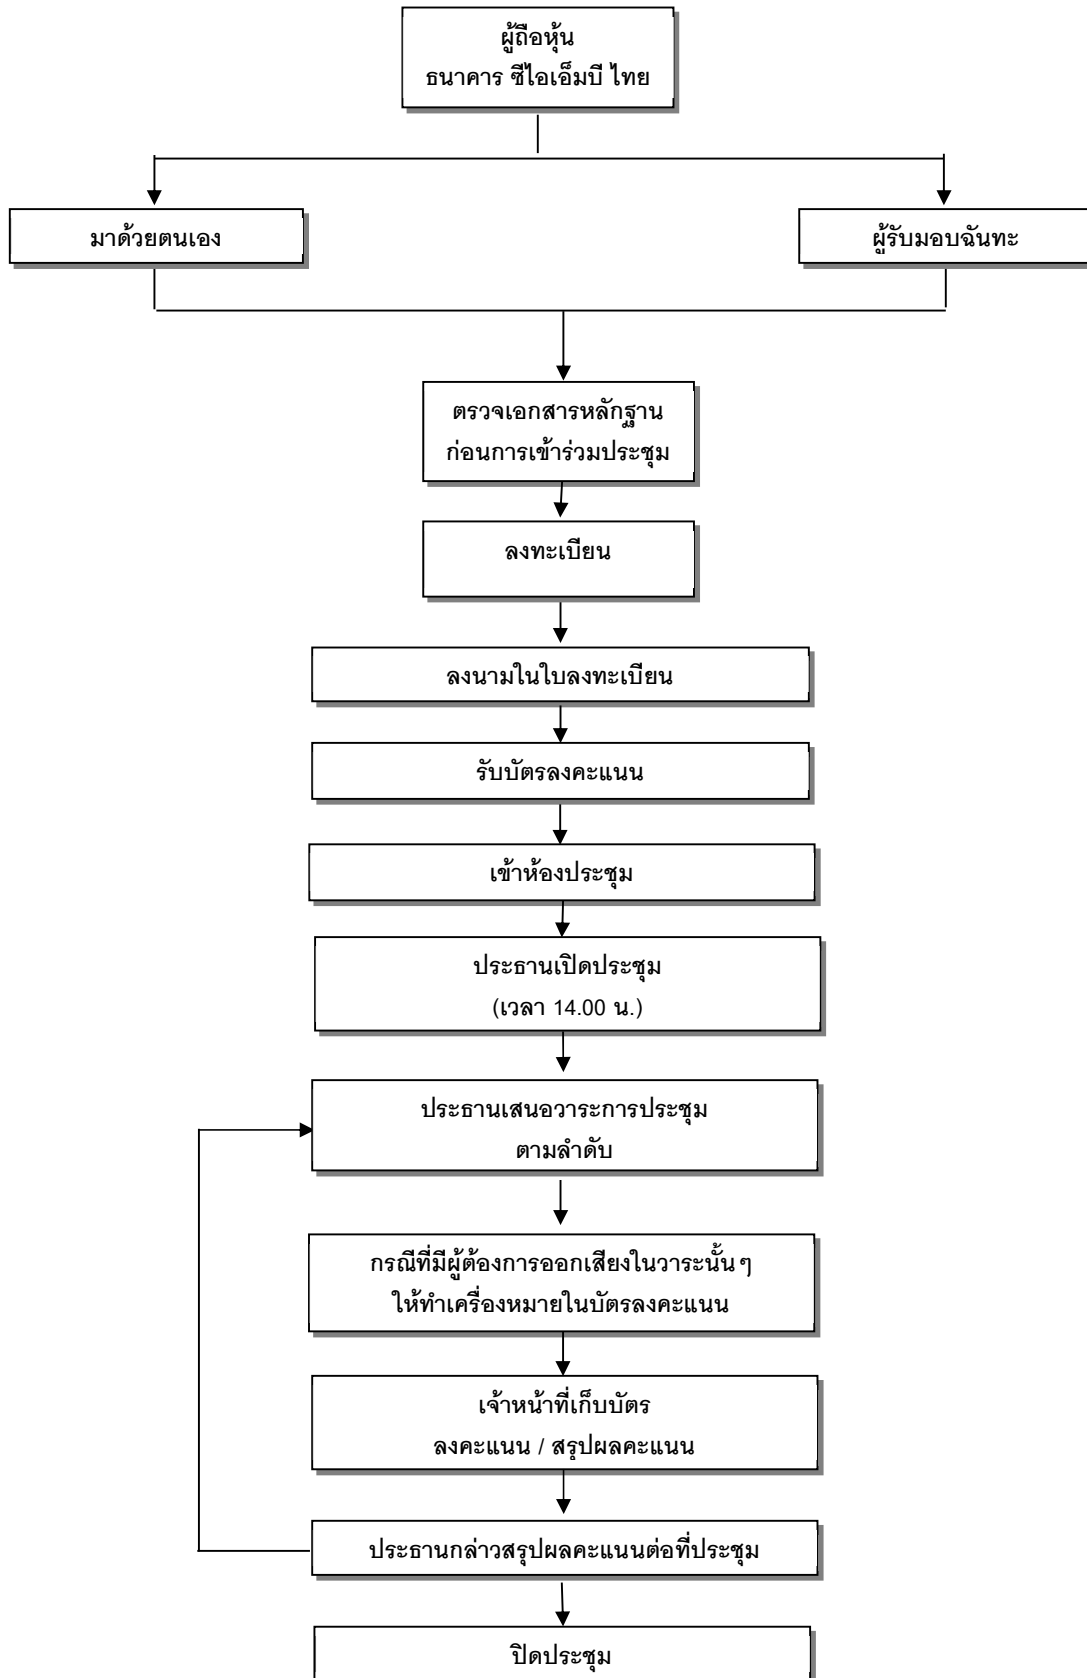 ผู้ถือหุ้น
ธนาคาร ซีไอเอ็มบี ไทย
มาด้วยตนเอง
ผู้รับมอบฉันทะ
ตรวจเอกสารหลักฐาน
ก่อนการเข้าร่วมประชุม
ลงทะเบียน
ลงนามในใบลงทะเบียน
รับบัตรลงคะแนน
เข้าห้องประชุม
ประธานเปิดประชุม
(เวลา 14.00 น.)
ประธานเสนอวาระการประชุม
ตามลำดับ
กรณีที่มีผู้ต้องการออกเสียงในวาระนั้นๆ
ให้ทำเครื่องหมายในบัตรลงคะแนน
เจ้าหน้าที่เก็บบัตร
ลงคะแนน / สรุปผลคะแนน
ประธานกล่าวสรุปผลคะแนนต่อที่ประชุม
ปิดประชุม